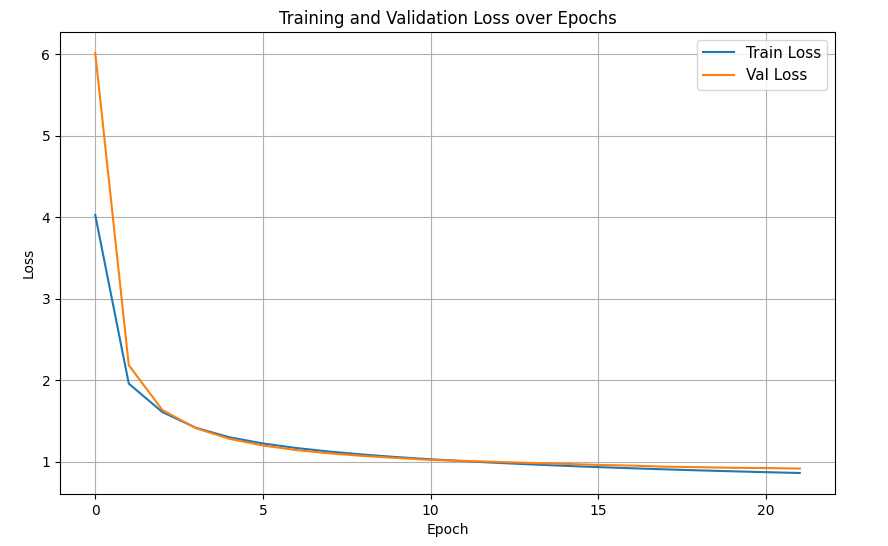 Training and Validation Loss over Epochs
Train Loss
Val Loss
6
5
4
3
2
1
Loss
0 5 10 15 20
Epoch